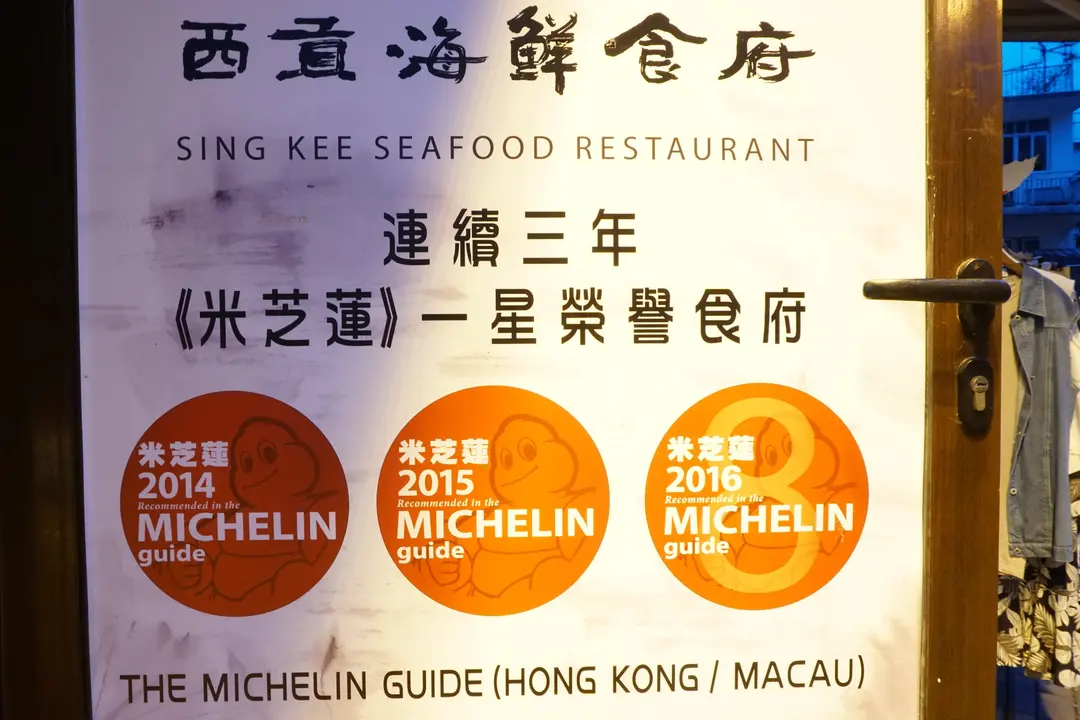 西貢海鮮食府
SING KEE SEAFOOD RESTAURANT
連續三年
《米芝蓮》一星榮譽食府
米芝蓮
2014
Recommended in the
MICHELIN
guide
米芝蓮
2015
Recommended in the
MICHELIN
guide
3
米芝蓮
2016
Recommended in the
MICHELIN
guide
THE MICHELIN GUIDE (HONG KONG / MACAU)